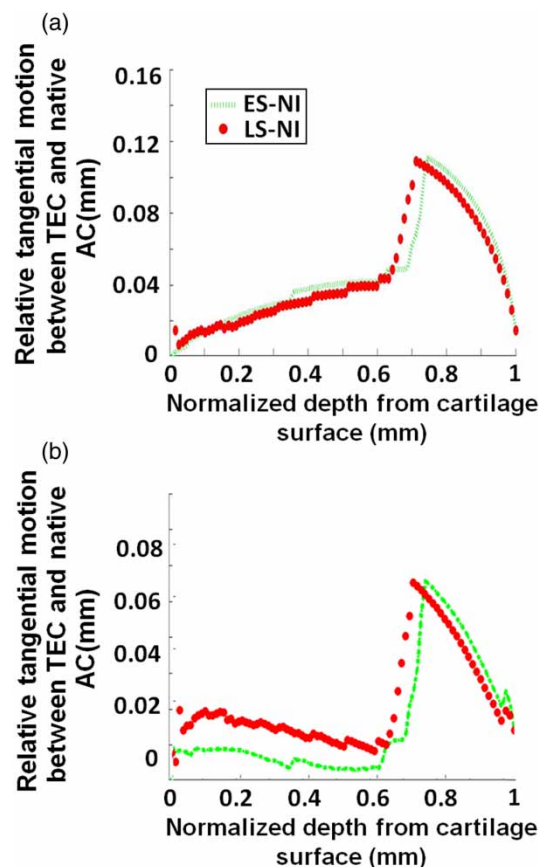 (a)
Relative tangential motion
between TEC and native
AC(mm)
0.16
0.12
0.08
0.04
0
ES-NI
LS-NI
0 0.2 0.4 0.6 0.8 1
Normalized depth from cartilage
surface (mm)
(b)
Relative tangential motion
between TEC and native
AC(mm)
0.08
0.06
0.04
0.02
0
0 0.2 0.4 0.6 0.8 1
Normalized depth from cartilage
surface (mm)